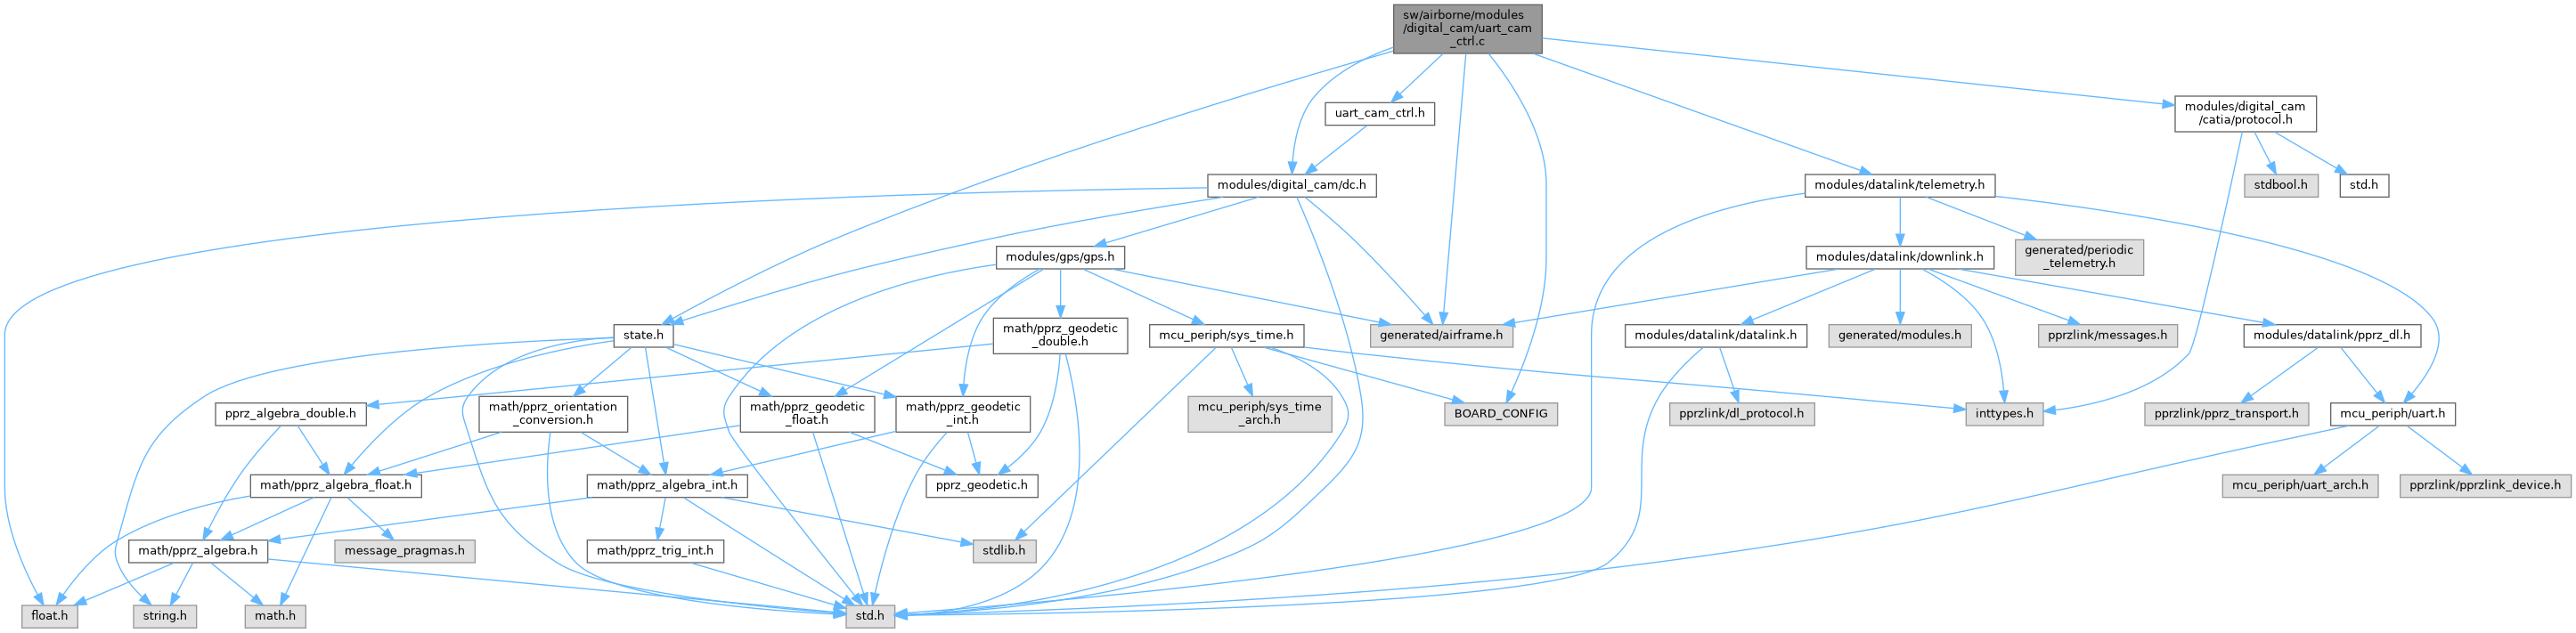 sw/airborne/modules
/digital_cam/uart_cam
_ctrl.c
uart_cam_ctrl.h
modules/digital_cam
/catia/protocol.h
modules/digital_cam/dc.h
modules/datalink/telemetry.h
stdbool.h
std.h
modules/gps/gps.h
modules/datalink/downlink.h
generated/periodic
_telemetry.h
state.h
math/pprz_geodetic
_double.h
mcu_periph/sys_time.h
generated/airframe.h
modules/datalink/datalink.h
generated/modules.h
pprzlink/messages.h
modules/datalink/pprz_dl.h
pprz_algebra_double.h
math/pprz_orientation
_conversion.h
math/pprz_geodetic
_float.h
math/pprz_geodetic
_int.h
mcu_periph/sys_time
_arch.h
BOARD_CONFIG
pprzlink/dl_protocol.h
inttypes.h
pprzlink/pprz_transport.h
mcu_periph/uart.h
math/pprz_algebra_float.h
math/pprz_algebra_int.h
pprz_geodetic.h
mcu_periph/uart_arch.h
pprzlink/pprzlink_device.h
math/pprz_algebra.h
message_pragmas.h
math/pprz_trig_int.h
stdlib.h
float.h
string.h
math.h
std.h